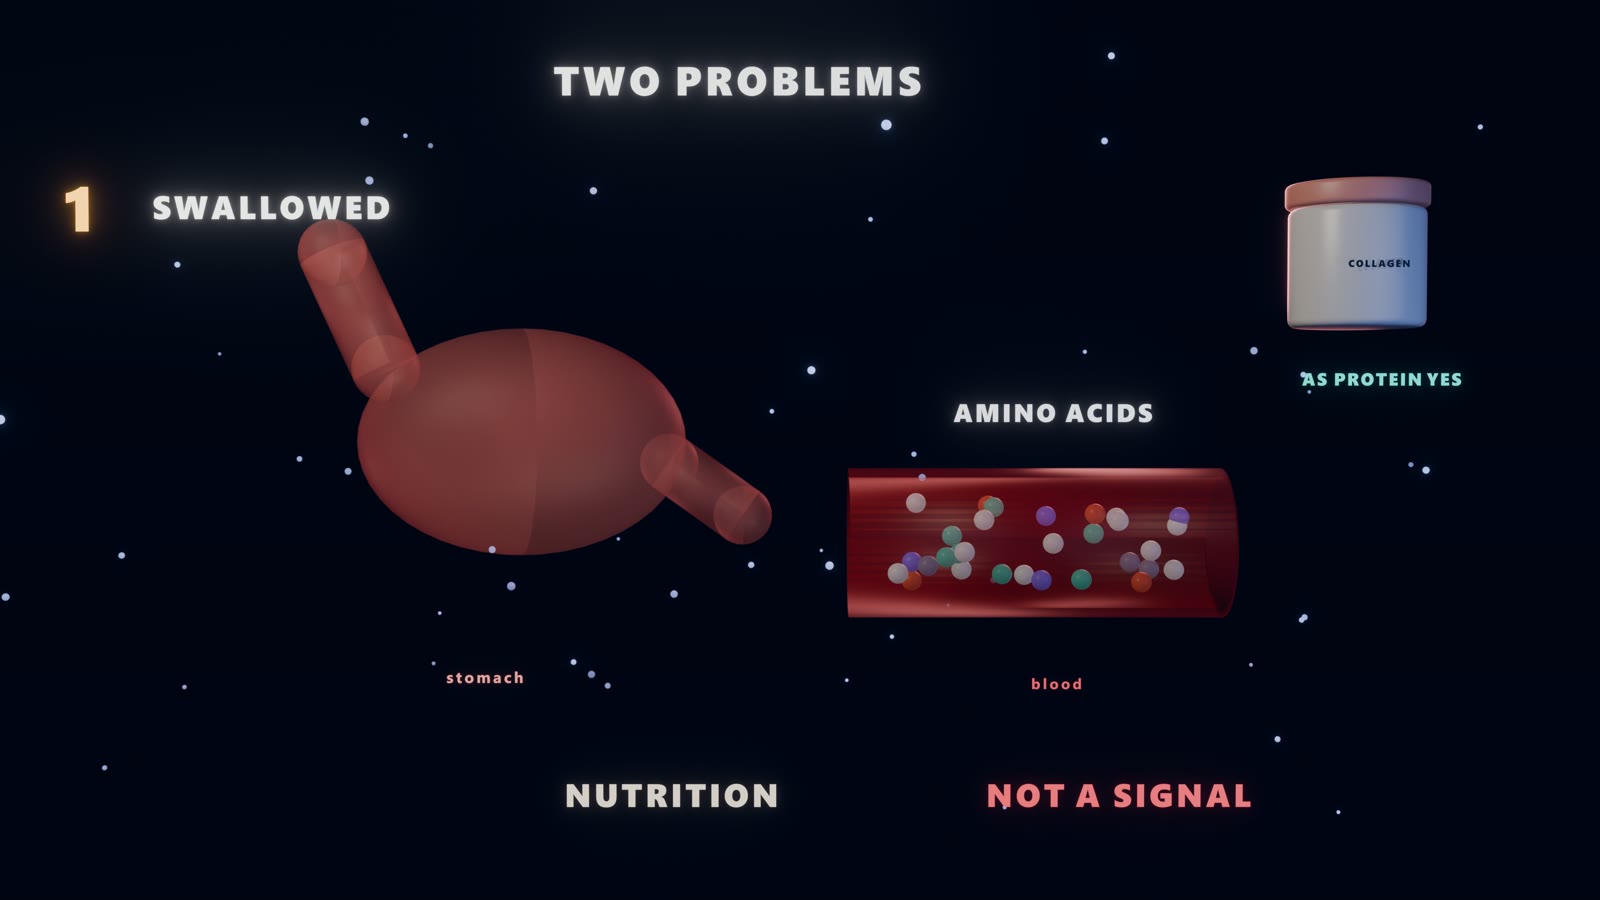 TWO PROBLEMS
1 SWALLOWED
COLLAGEN
AS PROTEIN YES
AMINO ACIDS
stomach
blood
NUTRITION
NOT A SIGNAL